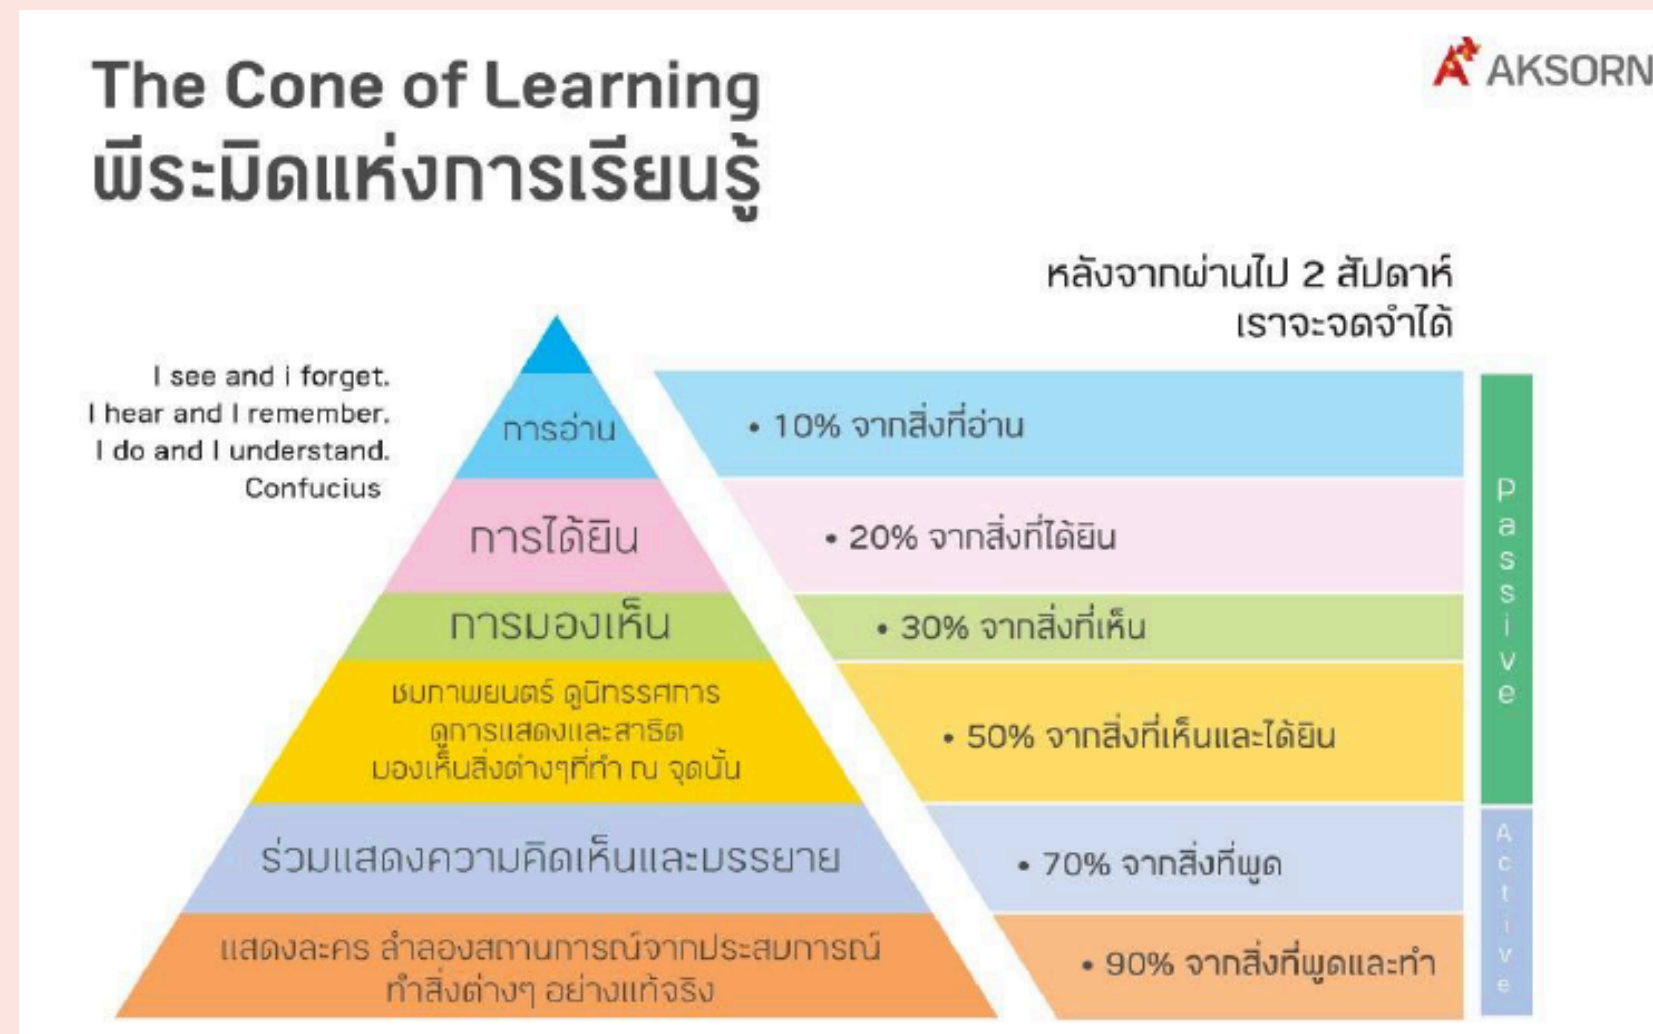 The Cone of Learning
พีระมิดแห่งการเรียนรู้
AKSORN
หลังจากผ่านไป 2 สัปดาห์
เราจะจดจำได้
I see and i forget.
I hear and I remember.
I do and I understand.
Confucius
การอ่าน
• 10% จากสิ่งที่อ่าน
การได้ยิน
• 20% จากสิ่งที่ได้ยิน
การมองเห็น
• 30% จากสิ่งที่เห็น
ชมภาพยนตร์ ดูนิทรรศการ
ดูการแสดงและสาธิต
มองเห็นสิ่งต่างๆที่ทำ ณ จุดนั้น
• 50% จากสิ่งที่เห็นและได้ยิน
Passive
ร่วมแสดงความคิดเห็นและบรรยาย
• 70% จากสิ่งที่พูด
แสดงละคร ลำลองสถานการณ์จากประสบการณ์
ทำสิ่งต่างๆ อย่างแท้จริง
• 90% จากสิ่งที่พูดและทำ
Active